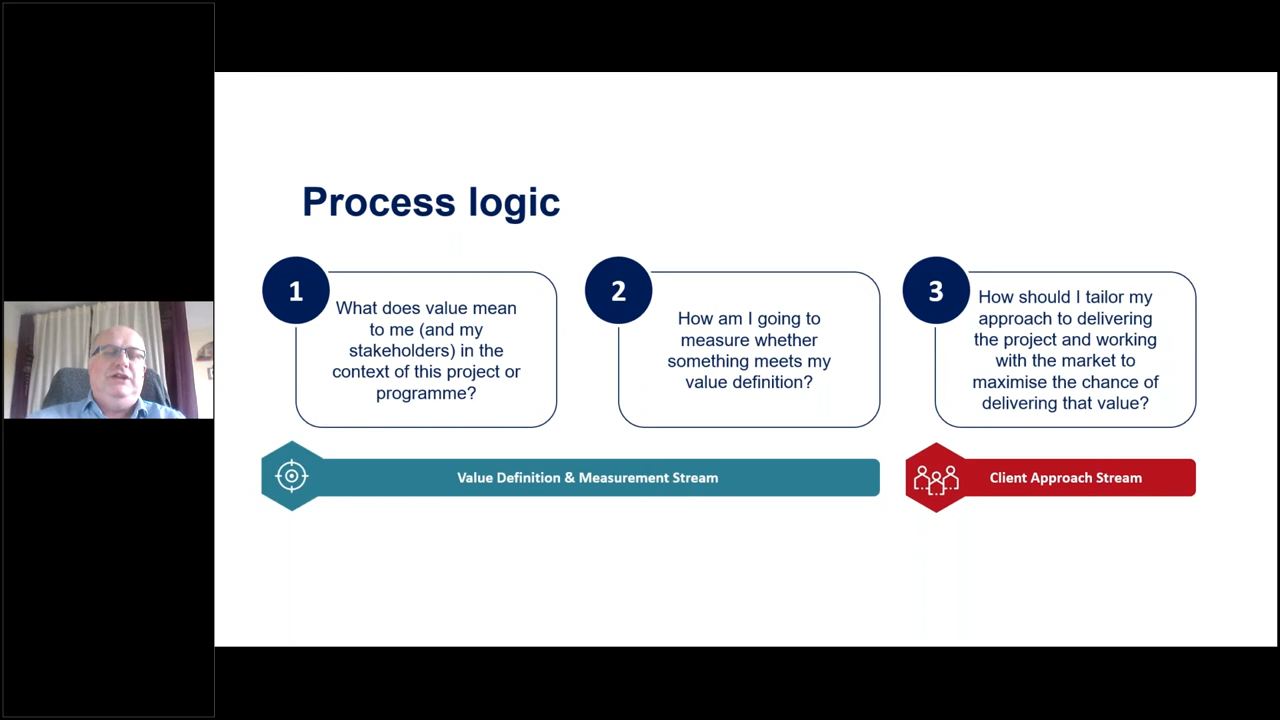 Process logic
1
What does value mean
to me (and my
stakeholders) in the
context of this project or
programme?
2
How am I going to
measure whether
something meets my
value definition?
3
How should I tailor my
approach to delivering
the project and working
with the market to
maximise the chance of
delivering that value?
Value Definition & Measurement Stream
Client Approach Stream